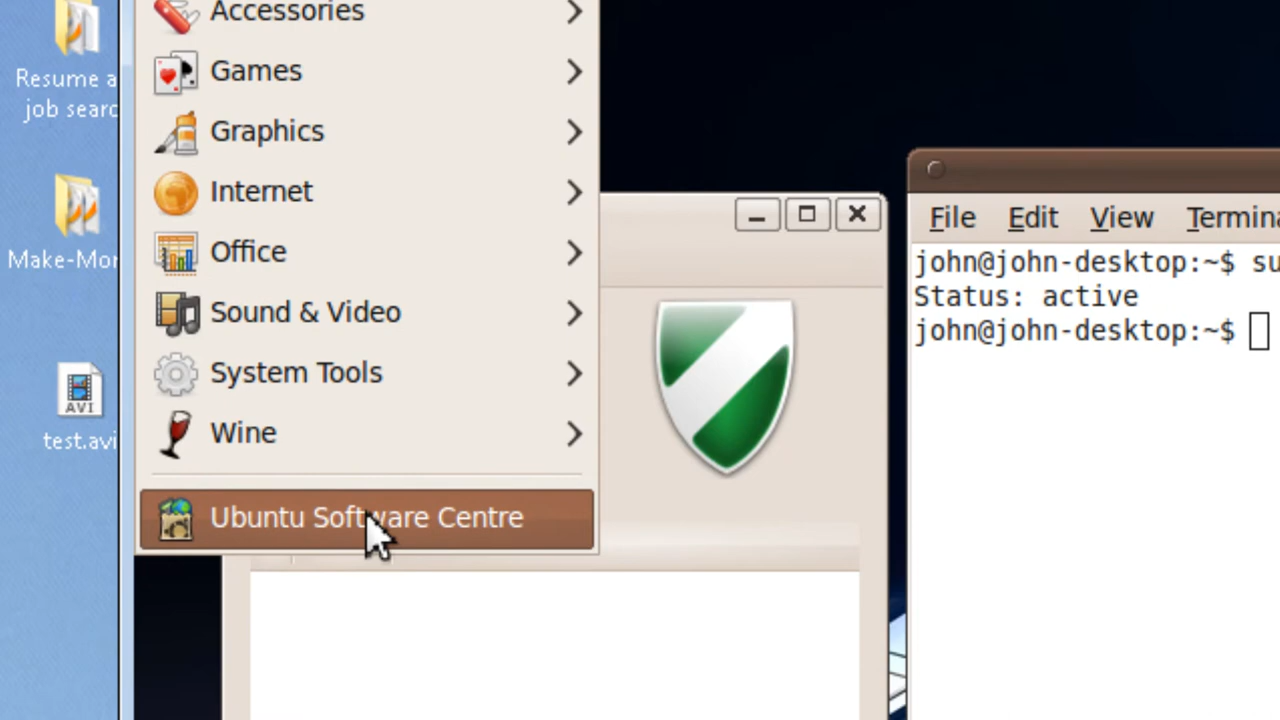 Resume a
job searc
Make-Mor
AVI
test.avi
Accessories
Games
Graphics
Internet
Office
Sound & Video
System Tools
Wine
Ubuntu Software Centre
File Edit View Termina
john@john-desktop:~$ su
Status: active
john@john-desktop:~$